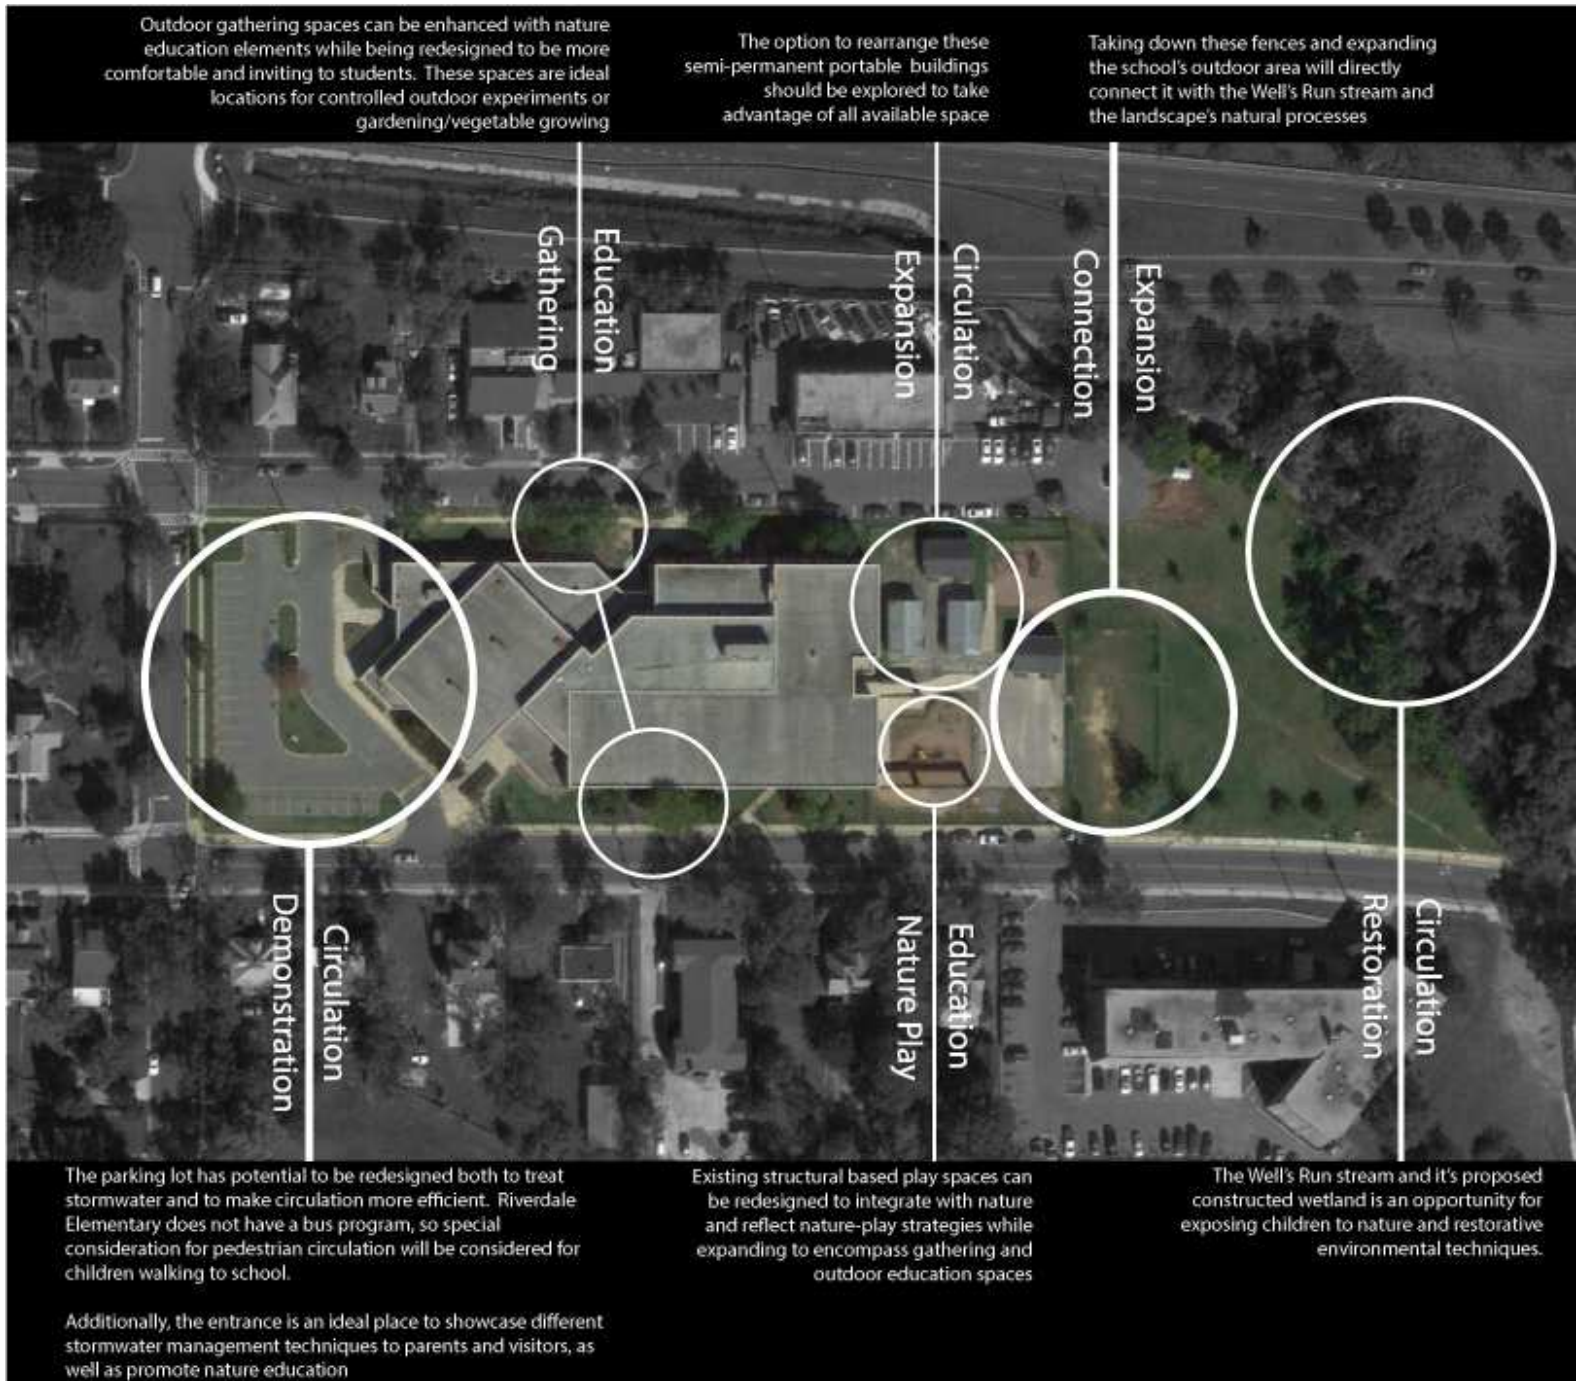 Outdoor gathering spaces can be enhanced with nature
education elements while being redesigned to be more
comfortable and inviting to students. These spaces are ideal
locations for controlled outdoor experiments or
gardening/vegetable growing
The option to rearrange these
semi-permanent portable buildings
should be explored to take
advantage of all available space
Taking down these fences and expanding
the school's outdoor area will directly
connect it with the Well's Run stream and
the landscape's natural processes
Education
Gathering
Circulation
Expansion
Expansion
Connection
Circulation
Demonstration
Education
Nature Play
Circulation
Restoration
The parking lot has potential to be redesigned both to treat
stormwater and to make circulation more efficient. Riverdale
Elementary does not have a bus program, so special
consideration for pedestrian circulation will be considered for
children walking to school.
Additionally, the entrance is an ideal place to showcase different
stormwater management techniques to parents and visitors, as
well as promote nature education
Existing structural based play spaces can
be redesigned to integrate with nature
and reflect nature-play strategies while
expanding to encompass gathering and
outdoor education spaces
The Well's Run stream and it's proposed
constructed wetland is an opportunity for
exposing children to nature and restorative
environmental techniques.